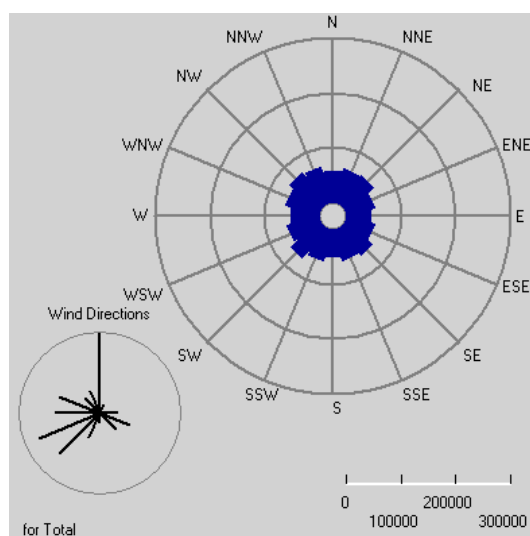 N
NNW
NNE
NW
NE
WNW
ENE
W
E
WSW
ESE
Wind Directions
SW
SE
SSW
SSE
S
0
200000
100000
300000
for Total